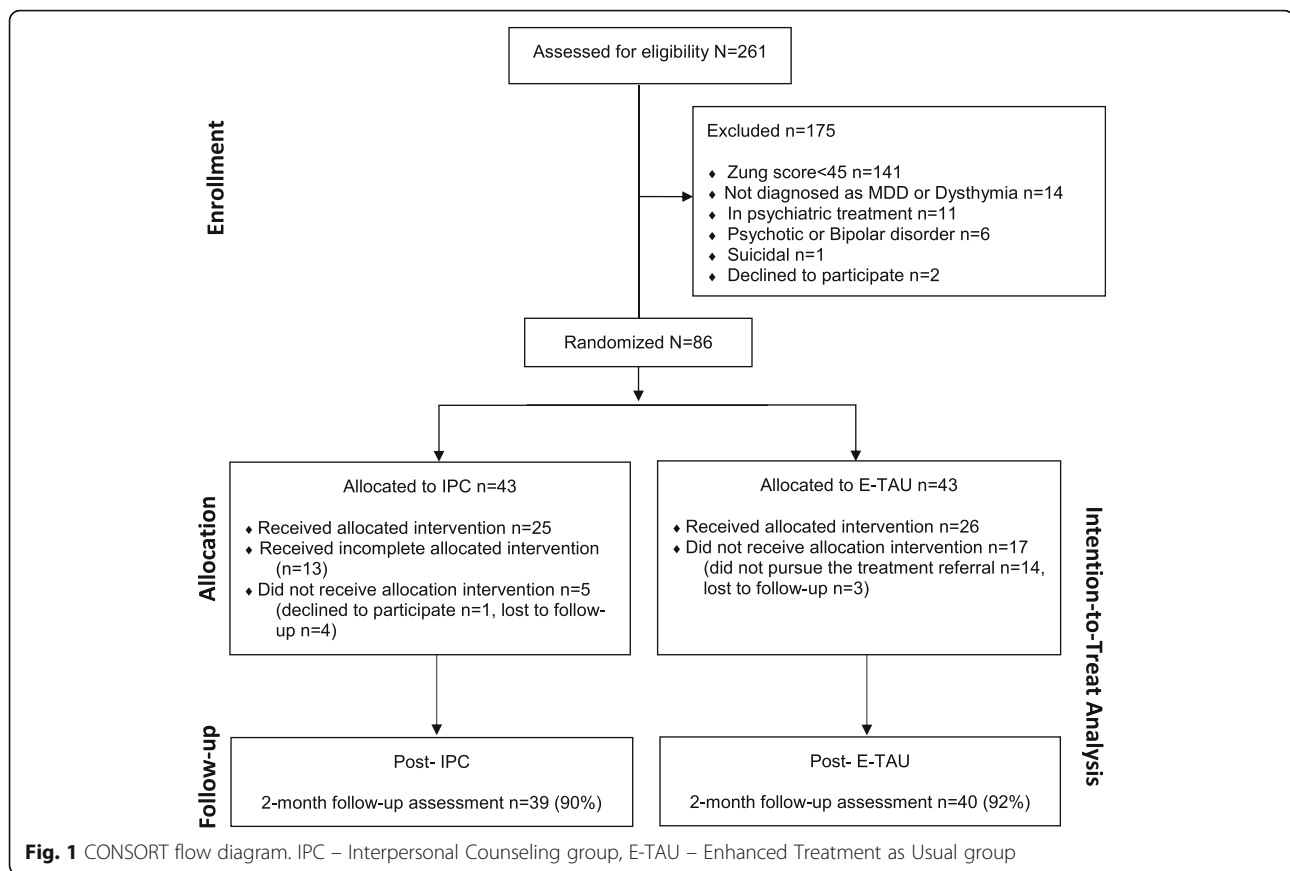 Assessed for eligibility N=261
Enrollment
Excluded n=175
♦ Zung score<45 n=141
♦ Not diagnosed as MDD or Dysthymia n=14
♦ In psychiatric treatment n=11
♦ Psychotic or Bipolar disorder n=6
♦ Suicidal n=1
♦ Declined to participate n=2
Randomized N=86
Allocation
Allocated to IPC n=43
♦ Received allocated intervention n=25
♦ Received incomplete allocated intervention
(n=13)
♦ Did not receive allocation intervention n=5
(declined to participate n=1, lost to follow-
up n=4)
Allocated to E-TAU n=43
♦ Received allocated intervention n=26
♦ Did not receive allocation intervention n=17
(did not pursue the treatment referral n=14,
lost to follow-up n=3)
Intention-to-Treat Analysis
Follow-up
Post- IPC
2-month follow-up assessment n=39 (90%)
Post- E-TAU
2-month follow-up assessment n=40 (92%)
Fig. 1 CONSORT flow diagram. IPC – Interpersonal Counseling group, E-TAU – Enhanced Treatment as Usual group